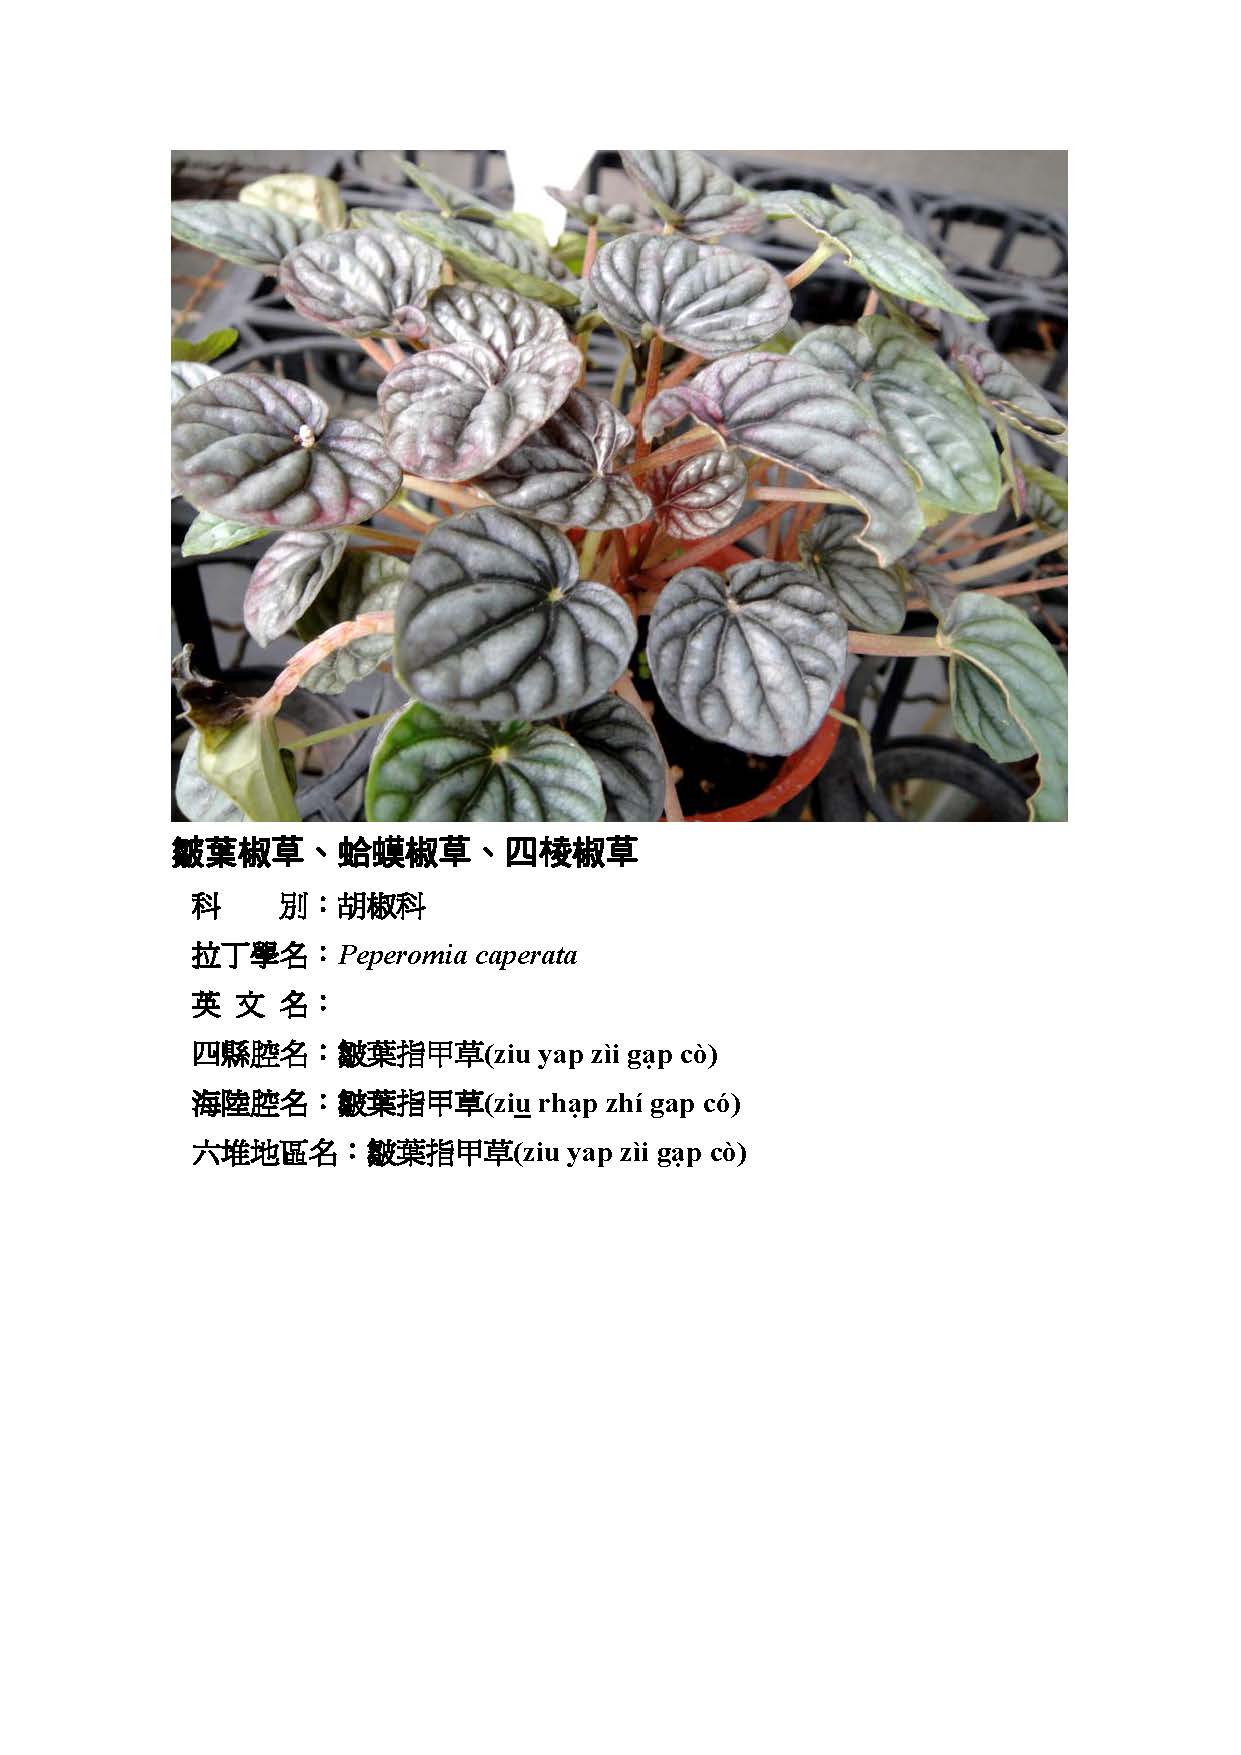 皺葉椒草、蛤蟆椒草、四棱椒草
科　　別：胡椒科
拉丁學名：Peperomia caperata
英 文 名：
四縣腔名：皺葉指甲草(ziu yap zìi gạp cò)
海陸腔名：皺葉指甲草(ziu rhạp zhí gap có)
六堆地區名：皺葉指甲草(ziu yap zìi gạp cò)